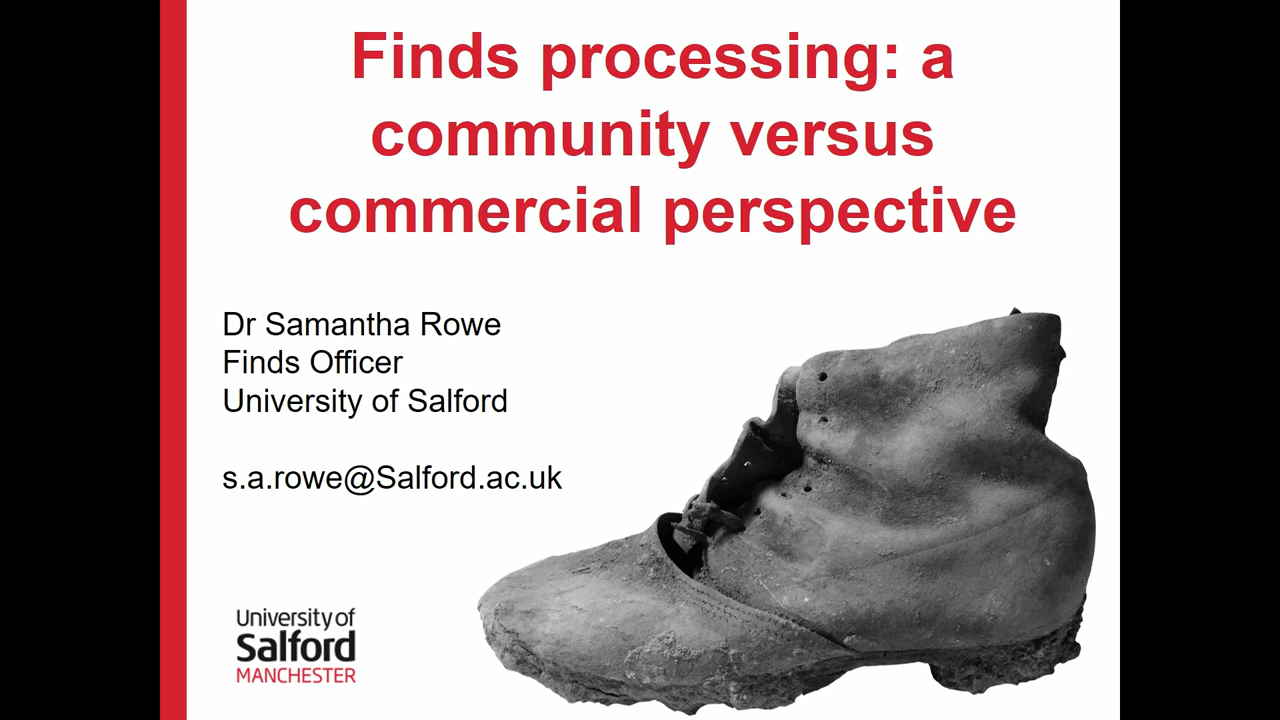 Finds processing: a
community versus
commercial perspective
Dr Samantha Rowe
Finds Officer
University of Salford
s.a.rowe@Salford.ac.uk
University of
Salford
MANCHESTER